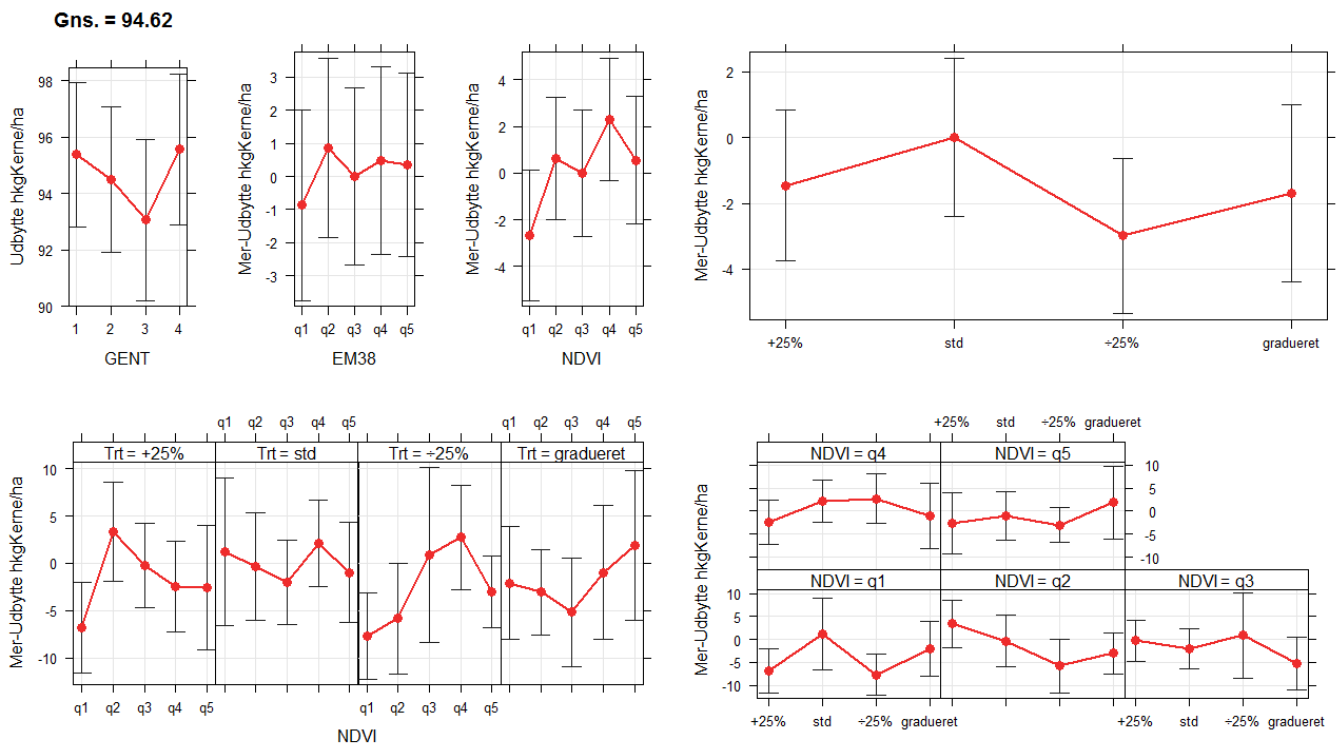 Gns. = 94.62
Udbytte hkgKerne/ha
98
96
94
92
90
1 2 3 4
GENT
Mer-Udbytte hkgKerne/ha
3
2
1
0
-1
-2
-3
q1 q2 q3 q4 q5
EM38
Mer-Udbytte hkgKerne/ha
4
2
0
-2
-4
q1 q2 q3 q4 q5
NDVI
Mer-Udbytte hkgKerne/ha
2
0
-2
-4
+25% std ÷25% gradueret
Mer-Udbytte hkgKerne/ha
q1 q2 q3 q4 q5 q1 q2 q3 q4 q5
Trt = +25% Trt = std Trt = ÷25% Trt = gradueret
10
5
0
-5
-10
q1 q2 q3 q4 q5 q1 q2 q3 q4 q5
NDVI
Mer-Udbytte hkgKerne/ha
+25% std ÷25% gradueret
NDVI = q4 NDVI = q5
10
5
0
-5
-10
NDVI = q1 NDVI = q2 NDVI = q3
10
5
0
-5
-10
+25% std ÷25% gradueret +25% std ÷25% gradueret